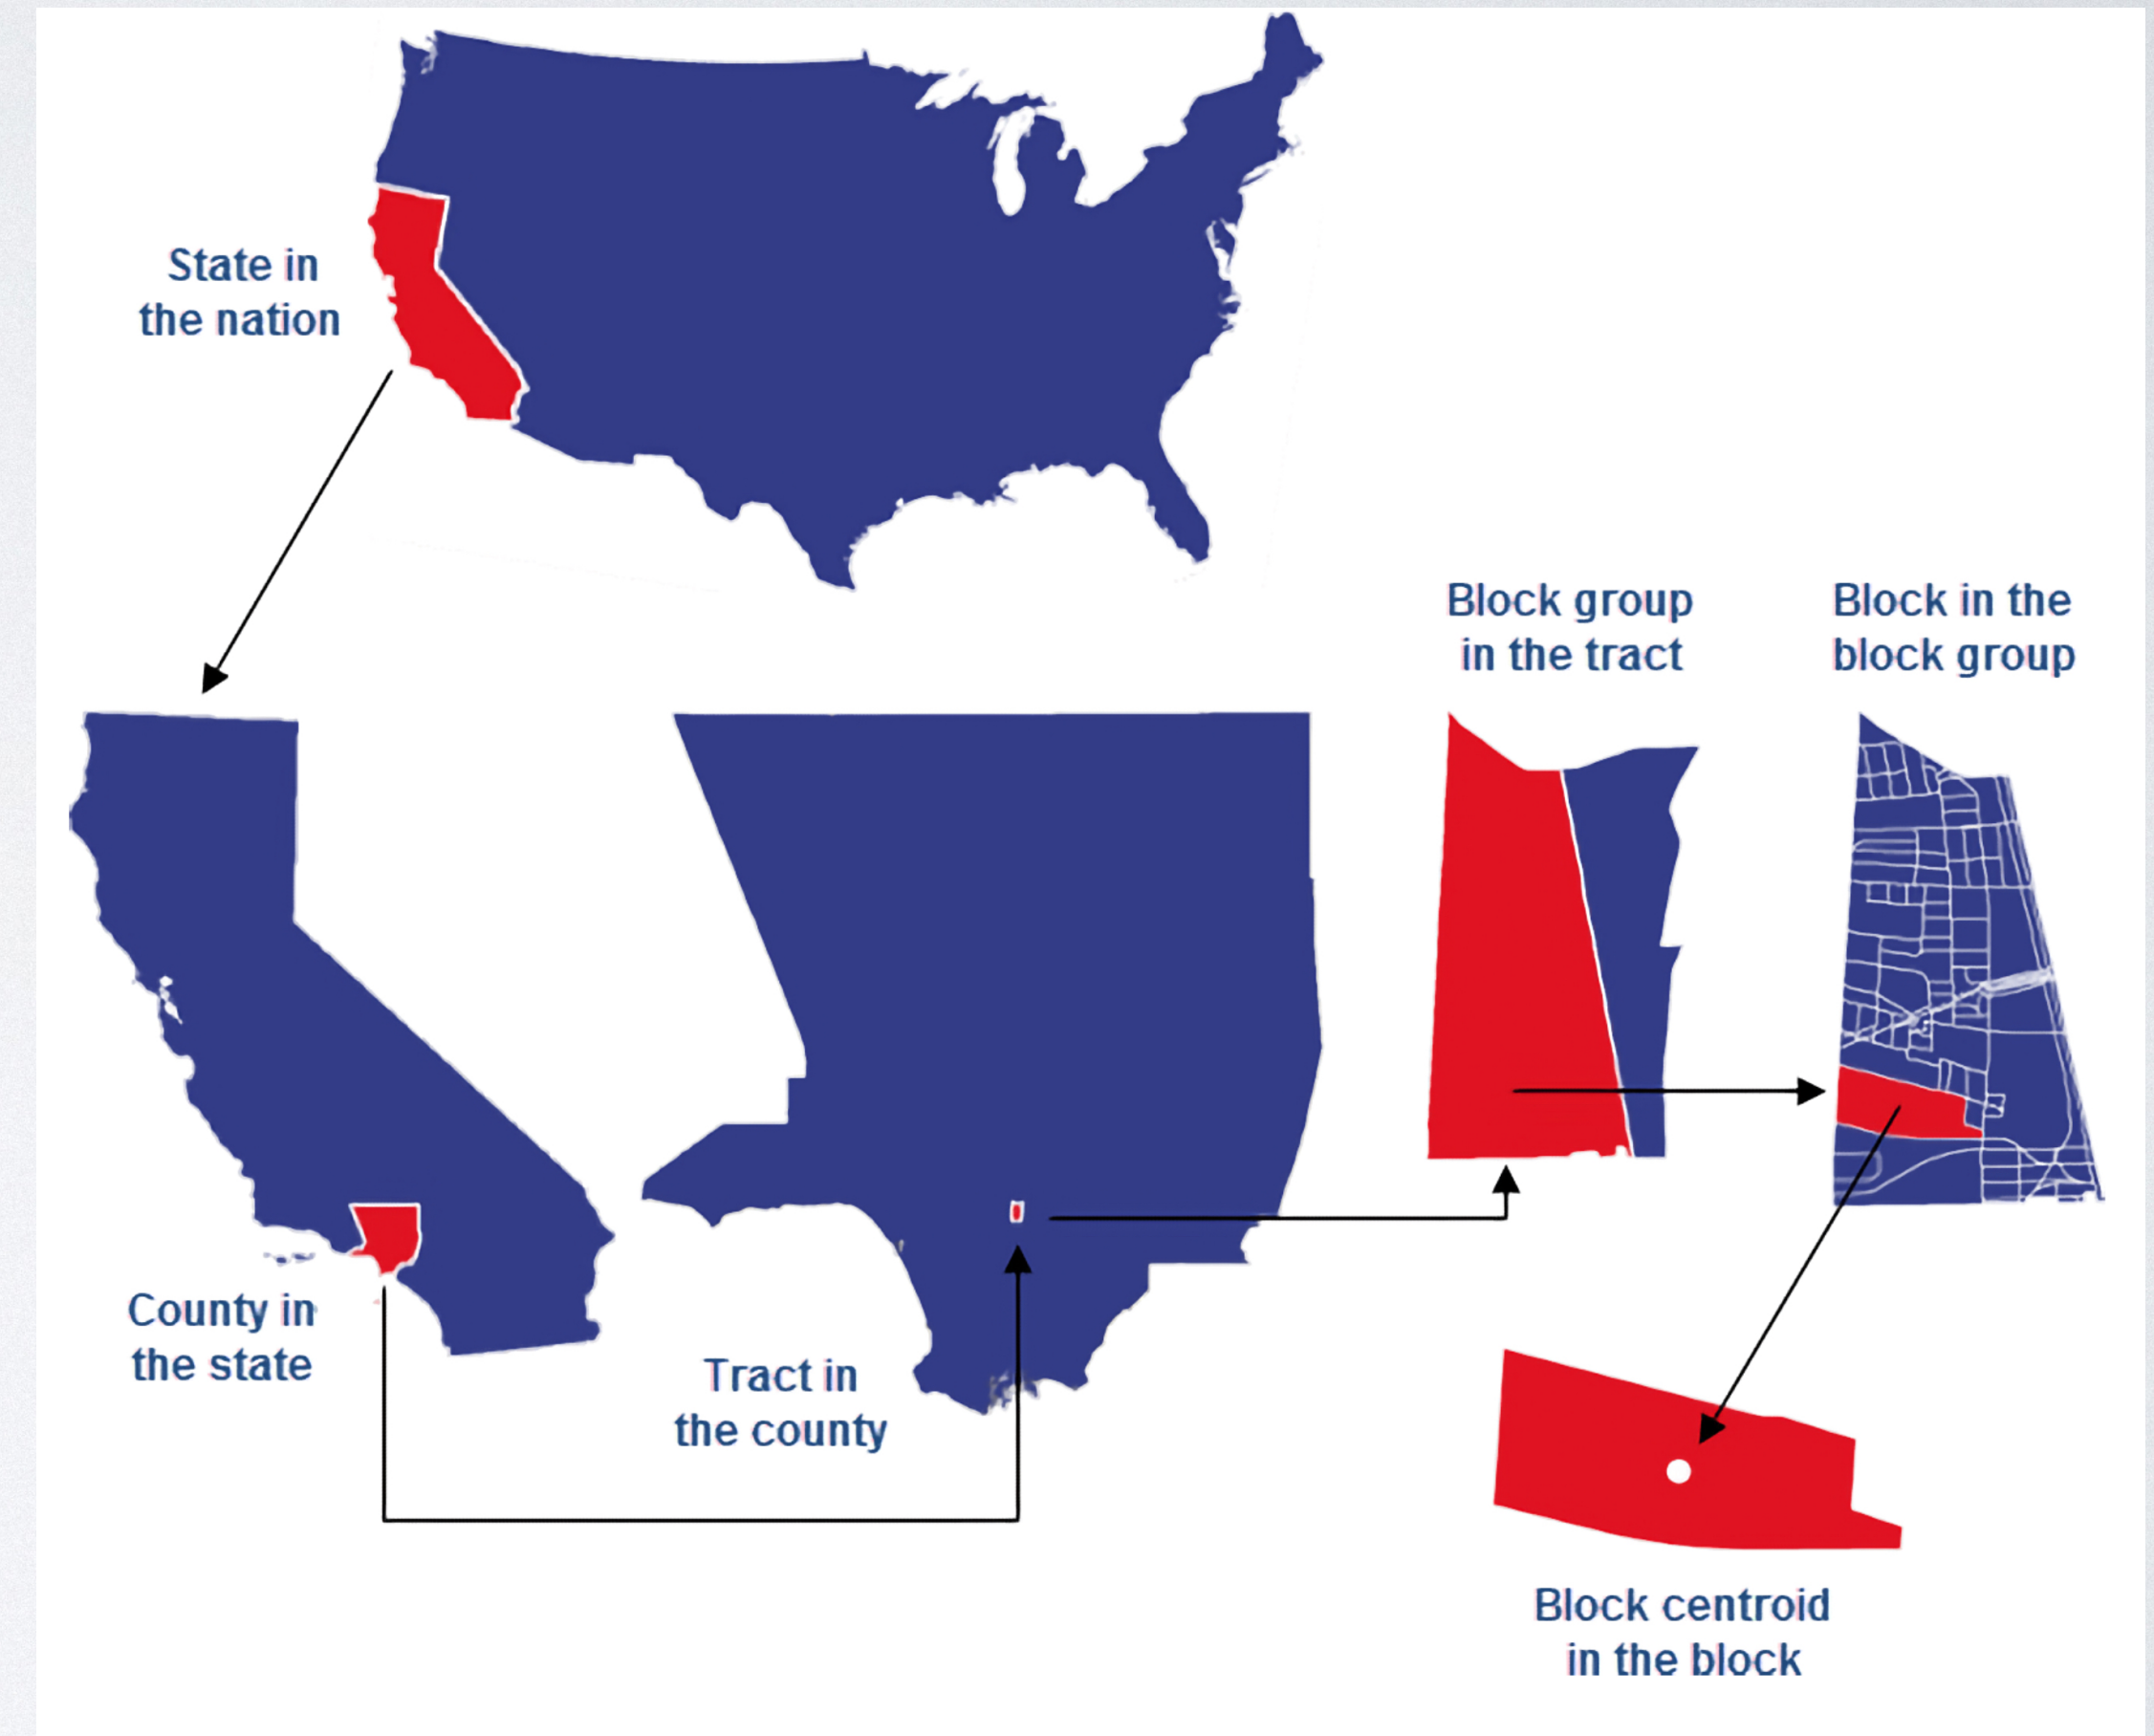 State in
the nation
Block group
in the tract
Block in the
block group
County in
the state
Tract in
the county
Block centroid
in the block